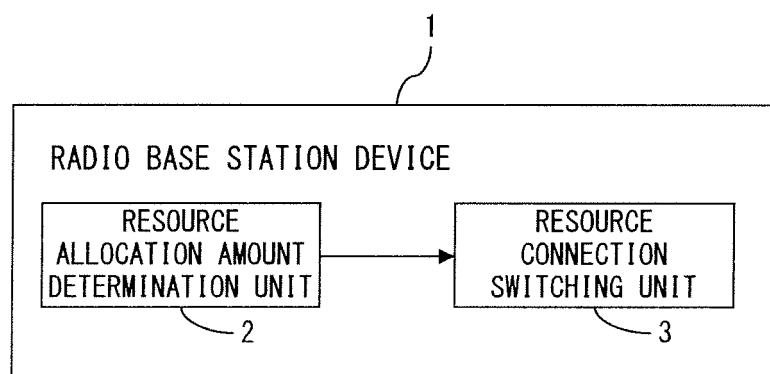 1
RADIO BASE STATION DEVICE
RESOURCE
ALLOCATION AMOUNT
DETERMINATION UNIT
2
RESOURCE
CONNECTION
SWITCHING UNIT
3